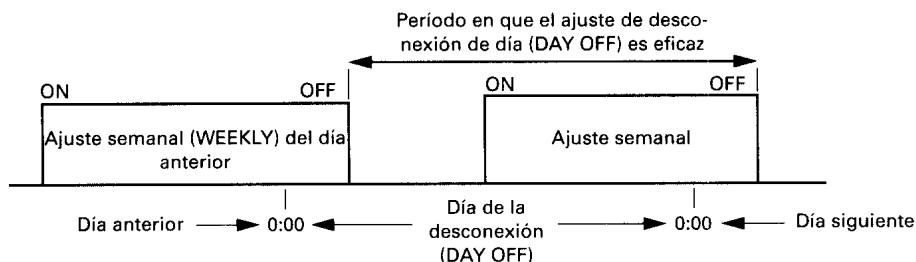 Período en que el ajuste de desco-
nexión de día (DAY OFF) es eficaz
ON
OFF
ON
OFF
Ajuste semanal (WEEKLY) del día
anterior
Ajuste semanal
Día anterior
0:00
Día de la
desconexión
(DAY OFF)
0:00
Día siguiente